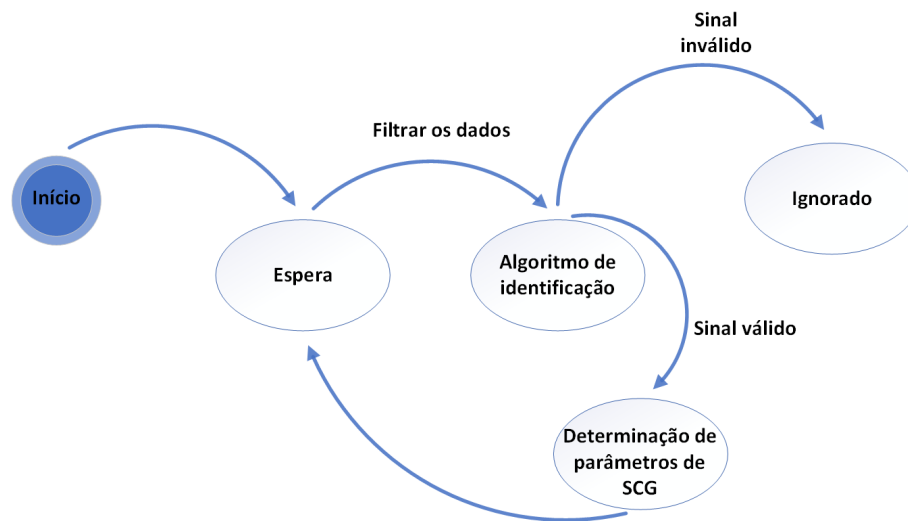 Sinal
inválido
Filtrar os dados
Início
Ignorado
Espera
Algoritmo de
identificação
Sinal válido
Determinação de
parâmetros de
SCG